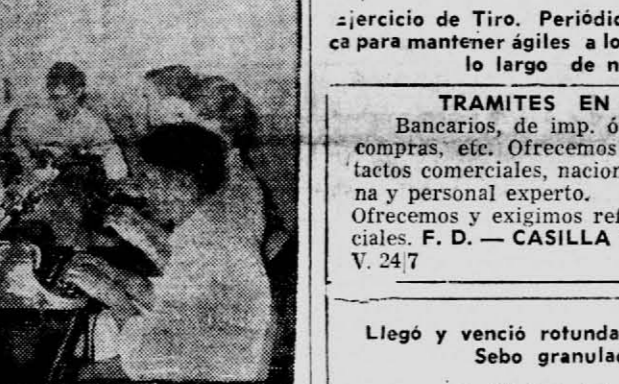 ejercicio de Tiro. Periódic
ca para mantener ágiles a lo
lo largo de n
TRAMITES EN
Bancarios, de imp. ó
compras, etc. Ofrecemos
tactos comerciales, nacion
na y personal experto.
Ofrecemos y exigimos ref
ciales. F. D. — CASILLA
V. 24|7
Llegó y venció rotunda
Sebo granulad